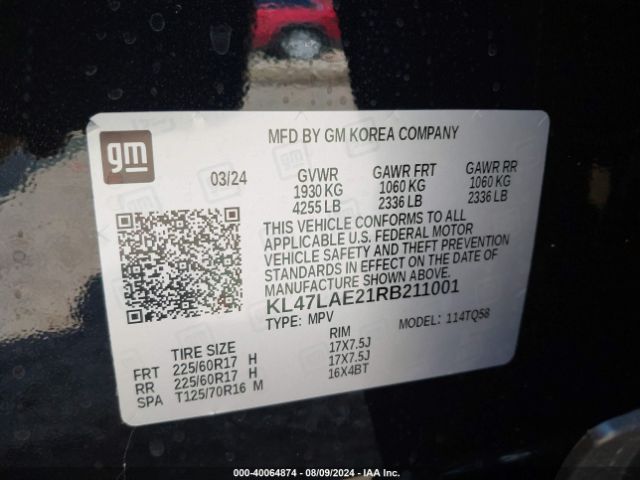 gm
MFD BY GM KOREA COMPANY
03/24
GVWR GAWR FRT GAWR RR
1930 KG 1060 KG 1060 KG
4255 LB 2336 LB 2336 LB
THIS VEHICLE CONFORMS TO ALL
APPLICABLE U.S. FEDERAL MOTOR
VEHICLE SAFETY AND THEFT PREVENTION
STANDARDS IN EFFECT ON THE DATE OF
MANUFACTURE SHOWN ABOVE.
KL47LAE21RB211001
TYPE: MPV MODEL: 114TQ58
TIRE SIZE RIM
FRT 225/60R17 H 17X7.5J
RR 225/60R17 H 17X7.5J
SPA T125/70R16 M 16X4BT
000-40064874 - 08/09/2024 - IAA Inc.